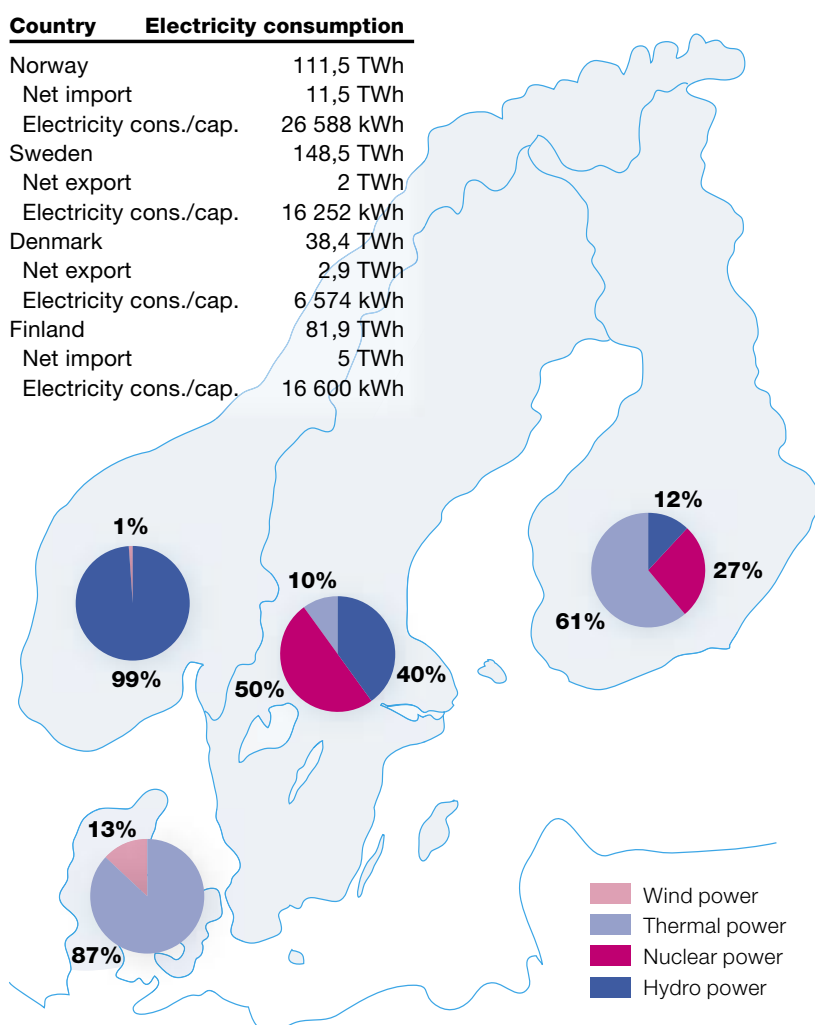 Country Electricity consumption
Norway 111,5 TWh
Net import 11,5 TWh
Electricity cons./cap. 26 588 kWh
Sweden 148,5 TWh
Net export 2 TWh
Electricity cons./cap. 16 252 kWh
Denmark 38,4 TWh
Net export 2,9 TWh
Electricity cons./cap. 6 574 kWh
Finland 81,9 TWh
Net import 5 TWh
Electricity cons./cap. 16 600 kWh
12%
27%
61%
1%
99%
10%
40%
50%
13%
87%
Wind power
Thermal power
Nuclear power
Hydro power